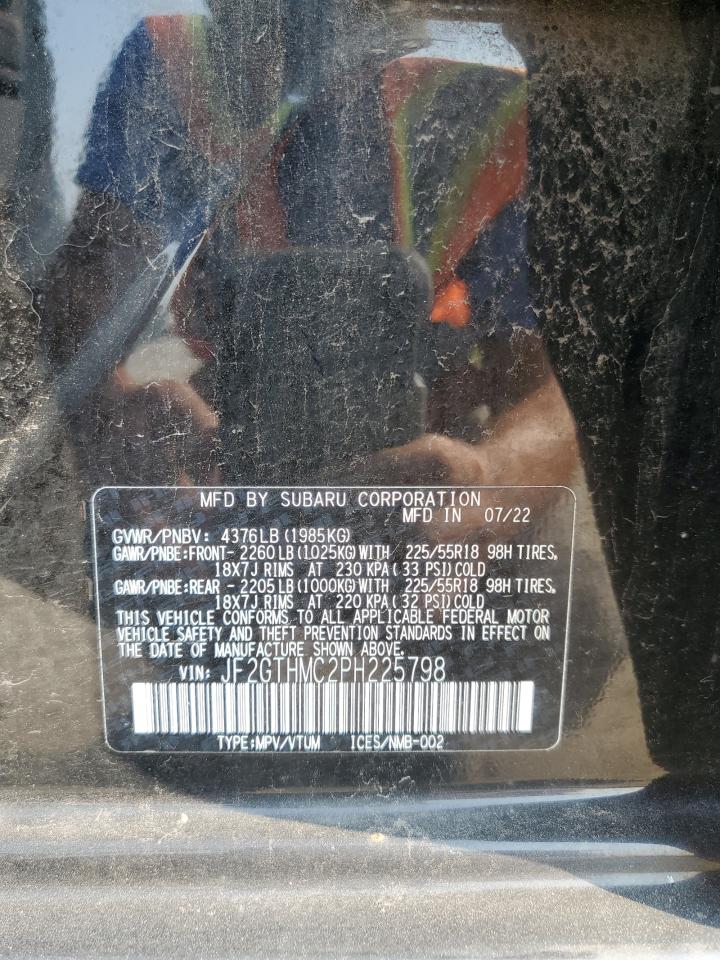 MFD BY SUBARU CORPORATION
MFD IN 07/22
GVWR/PNBV: 4376LB (1985KG)
GAWR/PNBE:FRONT- 2260LB (1025KG) WITH 225/55R18 98H TIRES,
18X7J RIMS AT 230 KPA (33 PSI) COLD
GAWR/PNBE:REAR - 2205LB (1000KG) WITH 225/55R18 98H TIRES,
18X7J RIMS AT 220 KPA (32 PSI) COLD
THIS VEHICLE CONFORMS TO ALL APPLICABLE FEDERAL MOTOR
VEHICLE SAFETY AND THEFT PREVENTION STANDARDS IN EFFECT ON
THE DATE OF MANUFACTURE SHOWN ABOVE.
VIN: JF2GTHMC2PH225798
TYPE:MPV/VTUM ICES/NMB-002